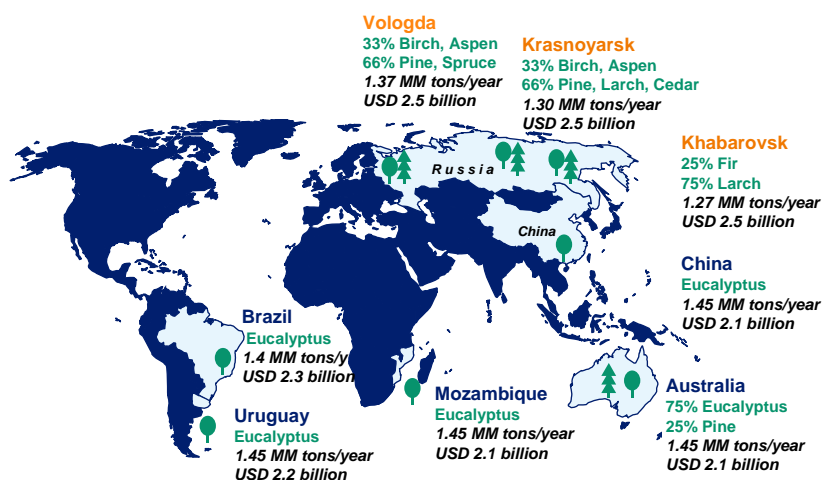 Vologda
33% Birch, Aspen
66% Pine, Spruce
1.37 MM tons/year
USD 2.5 billion
Krasnoyarsk
33% Birch, Aspen
66% Pine, Larch, Cedar
1.30 MM tons/year
USD 2.5 billion
Khabarovsk
25% Fir
75% Larch
1.27 MM tons/year
USD 2.5 billion
Russia
China
China
Eucalyptus
1.45 MM tons/year
USD 2.1 billion
Brazil
Eucalyptus
1.4 MM tons/y
USD 2.3 billion
Uruguay
Eucalyptus
1.45 MM tons/year
USD 2.2 billion
Mozambique
Eucalyptus
1.45 MM tons/year
USD 2.1 billion
Australia
75% Eucalyptus
25% Pine
1.45 MM tons/year
USD 2.1 billion